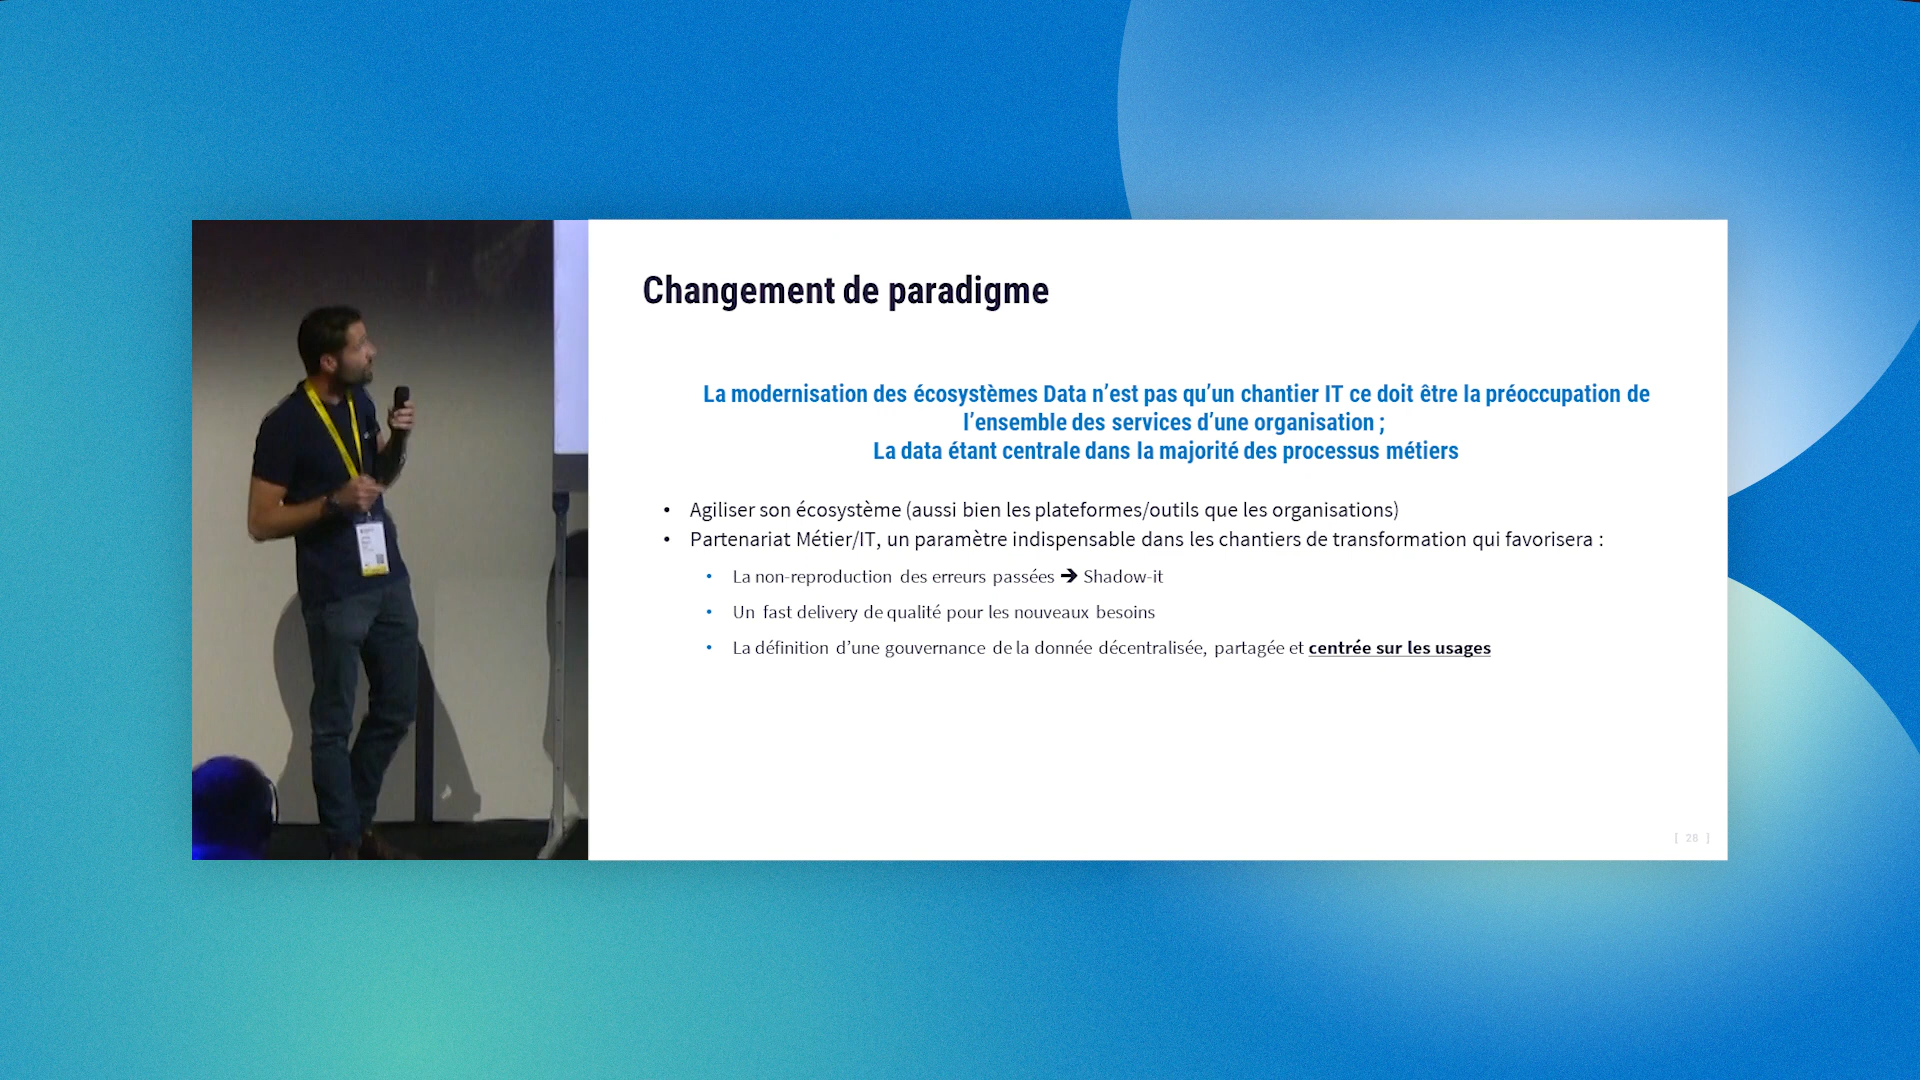 Changement de paradigme
La modernisation des écosystèmes Data n’est pas qu’un chantier IT ce doit être la préoccupation de
l’ensemble des services d’une organisation ;
La data étant centrale dans la majorité des processus métiers
• Agiliser son écosystème (aussi bien les plateformes/outils que les organisations)
• Partenariat Métier/IT, un paramètre indispensable dans les chantiers de transformation qui favorisera :
• La non-reproduction des erreurs passées ➔ Shadow-it
• Un fast delivery de qualité pour les nouveaux besoins
• La définition d’une gouvernance de la donnée décentralisée, partagée et centrée sur les usages
[ 28 ]